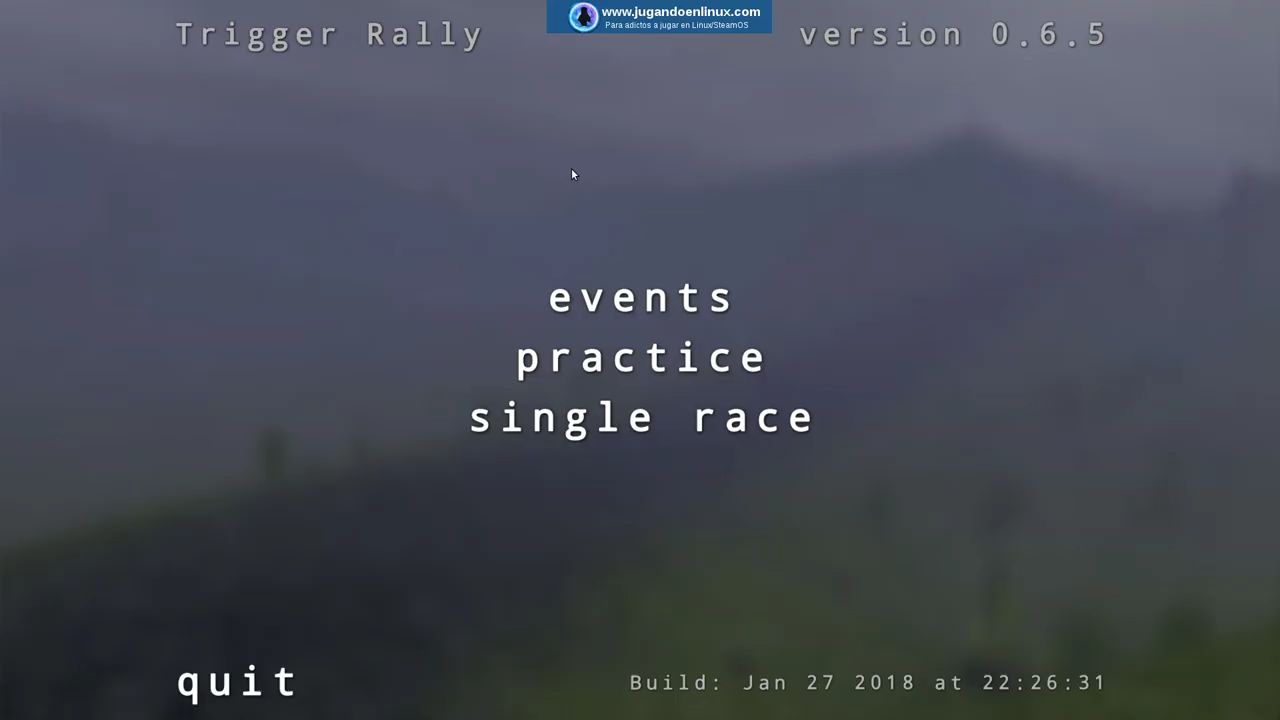 www.jugandoenlinux.com
Para adictos a jugar en Linux/SteamOS
Trigger Rally
version 0.6.5
events
practice
single race
quit
Build: Jan 27 2018 at 22:26:31